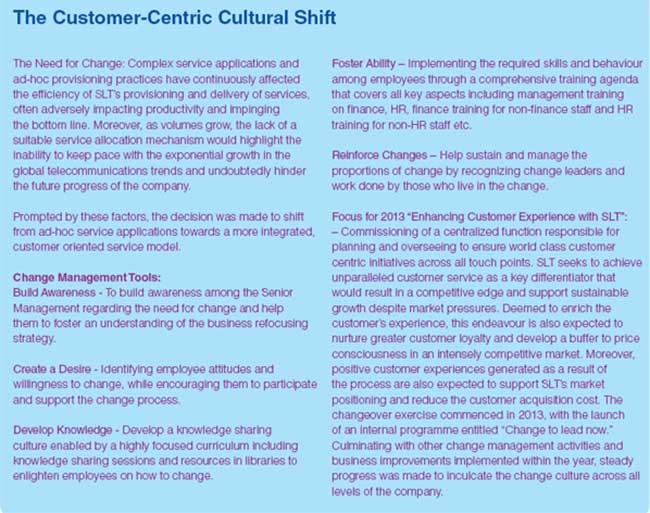 The Customer-Centric Cultural Shift
The Need for Change: Complex service applications and
ad-hoc provisioning practices have continuously affected
the efficiency of SLT's provisioning and delivery of services,
often adversely impacting productivity and impinging
the bottom line. Moreover, as volumes grow, the lack of a
suitable service allocation mechanism would highlight the
inability to keep pace with the exponential growth in the
global telecommunications trends and undoubtedly hinder
the future progress of the company.
Prompted by these factors, the decision was made to shift
from ad-hoc service applications towards a more integrated,
customer oriented service model.
Change Management Tools:
Build Awareness - To build awareness among the Senior
Management regarding the need for change and help
them to foster an understanding of the business refocusing
strategy.
Create a Desire - Identifying employee attitudes and
willingness to change, while encouraging them to participate
and support the change process.
Develop Knowledge - Develop a knowledge sharing
culture enabled by a highly focused curriculum including
knowledge sharing sessions and resources in libraries to
enlighten employees on how to change.
Foster Ability – Implementing the required skills and behaviour
among employees through a comprehensive training agenda
that covers all key aspects including management training
on finance, HR, finance training for non-finance staff and HR
training for non-HR staff etc.
Reinforce Changes – Help sustain and manage the
proportions of change by recognizing change leaders and
work done by those who live in the change.
Focus for 2013 "Enhancing Customer Experience with SLT":
– Commissioning of a centralized function responsible for
planning and overseeing to ensure world class customer
centric initiatives across all touch points. SLT seeks to achieve
unparalleled customer service as a key differentiator that
would result in a competitive edge and support sustainable
growth despite market pressures. Deemed to enrich the
customer's experience, this endeavour is also expected to
nurture greater customer loyalty and develop a buffer to price
consciousness in an intensely competitive market. Moreover,
positive customer experiences generated as a result of
the process are also expected to support SLT's market
positioning and reduce the customer acquisition cost. The
changeover exercise commenced in 2013, with the launch
of an internal programme entitled "Change to lead now."
Culminating with other change management activities and
business improvements implemented within the year, steady
progress was made to inculcate the change culture across all
levels of the company.